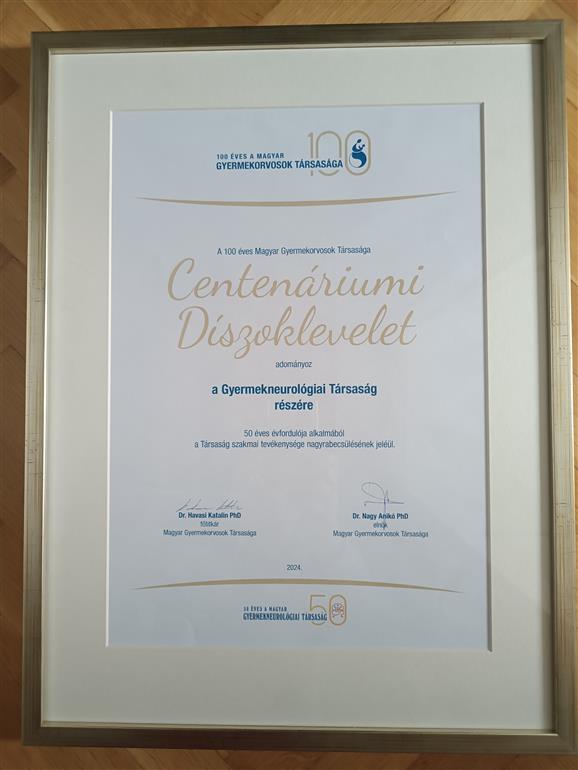 100 ÉVES A MAGYAR
GYERMEKORVOSOK TÁRSASÁGA 100
A 100 éves Magyar Gyermekorvosok Társasága
Centenáriumi
Díszoklevelet
adományoz
a Gyermekneurológiai Társaság
részére
50 éves évfordulója alkalmából
a Társaság szakmai tevékenysége nagyrabecsülésének jeléül.
Dr. Havasi Katalin PhD
főtitkár
Magyar Gyermekorvosok Társasága
Dr. Nagy Anikó PhD
elnök
Magyar Gyermekorvosok Társasága
2024.
50 ÉVES A MAGYAR
GYERMEKNEUROLÓGIAI TÁRSASÁG 50